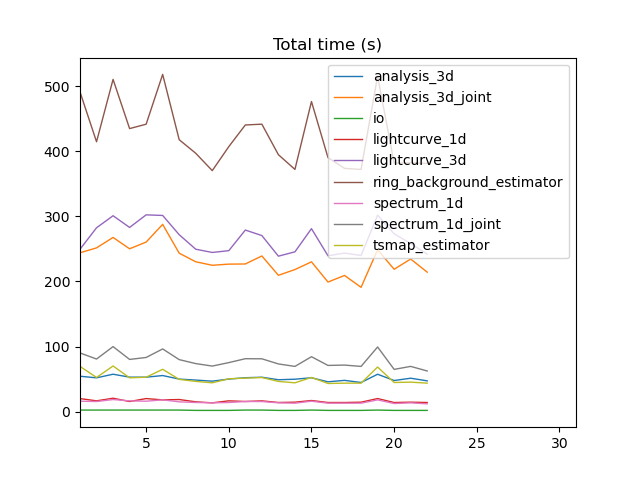 Total time (s)
500
400
300
200
100
0
5
10
15
20
25
30
analysis_3d
analysis_3d_joint
io
lightcurve_1d
lightcurve_3d
ring_background_estimator
spectrum_1d
spectrum_1d_joint
tsmap_estimator